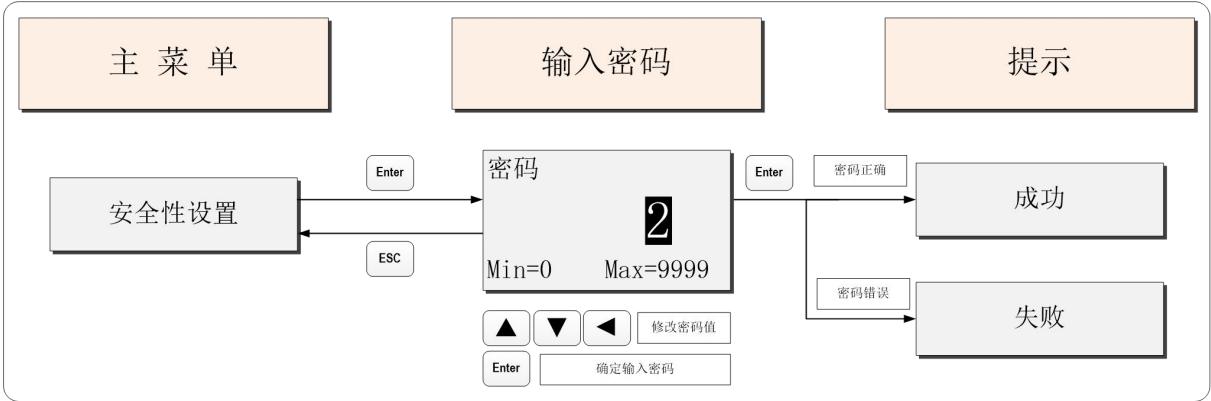 主 菜 单
输入密码
提示
安全性设置
Enter
ESC
密码
2
Min=0 Max=9999
Enter
密码正确
成功
密码错误
失败
修改密码值
Enter
确定输入密码